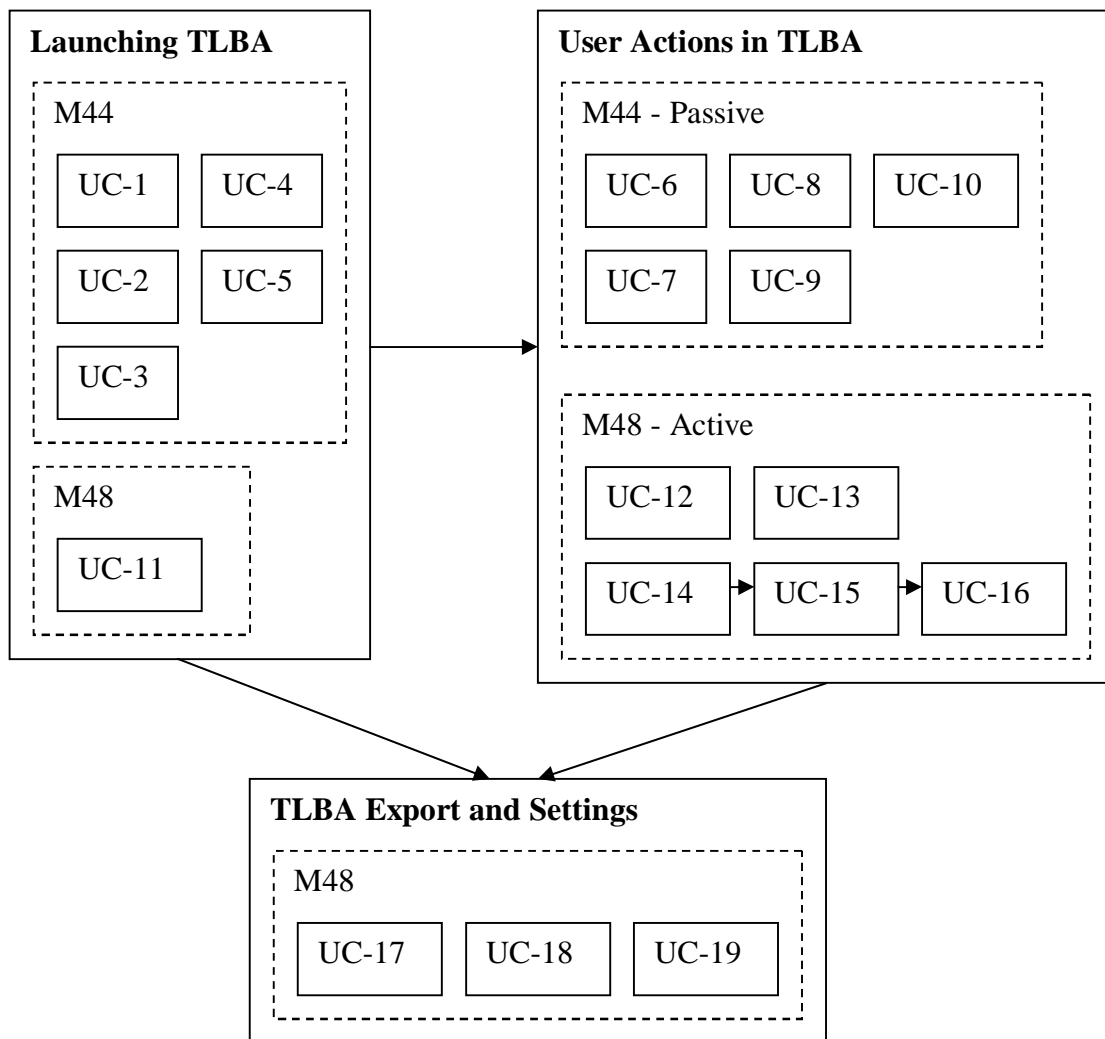 Launching TLBA
M44
UC-1 UC-4
UC-2 UC-5
UC-3
M48
UC-11
User Actions in TLBA
M44 - Passive
UC-6 UC-8 UC-10
UC-7 UC-9
M48 - Active
UC-12 UC-13
UC-14 UC-15 UC-16
TLBA Export and Settings
M48
UC-17 UC-18 UC-19